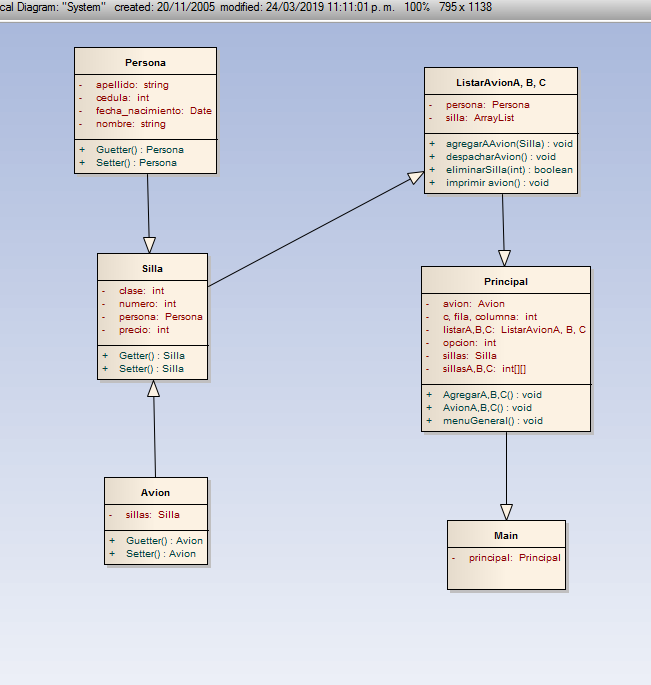 cal Diagram: "System" created: 20/11/2005 modified: 24/03/2019 11:11:01 p. m. 100% 795 x 1138
Persona
- apellido: string
- cedula: int
- fecha_nacimiento: Date
- nombre: string
+ Guetter() : Persona
+ Setter() : Persona
ListarAvionA, B, C
- persona: Persona
- silla: ArrayList
+ agregarAAvion(Silla) : void
+ despacharAvion() : void
+ eliminarSilla(int) : boolean
+ imprimir avion() : void
Silla
- clase: int
- numero: int
- persona: Persona
- precio: int
+ Getter() : Silla
+ Setter() : Silla
Principal
- avion: Avion
- c, fila, columna: int
- listarA,B,C: ListarAvionA, B, C
- opcion: int
- sillas: Silla
- sillasA,B,C: int[][]
+ AgregarA,B,C() : void
+ AvionA,B,C() : void
+ menuGeneral() : void
Avion
- sillas: Silla
+ Guetter() : Avion
+ Setter() : Avion
Main
- principal: Principal